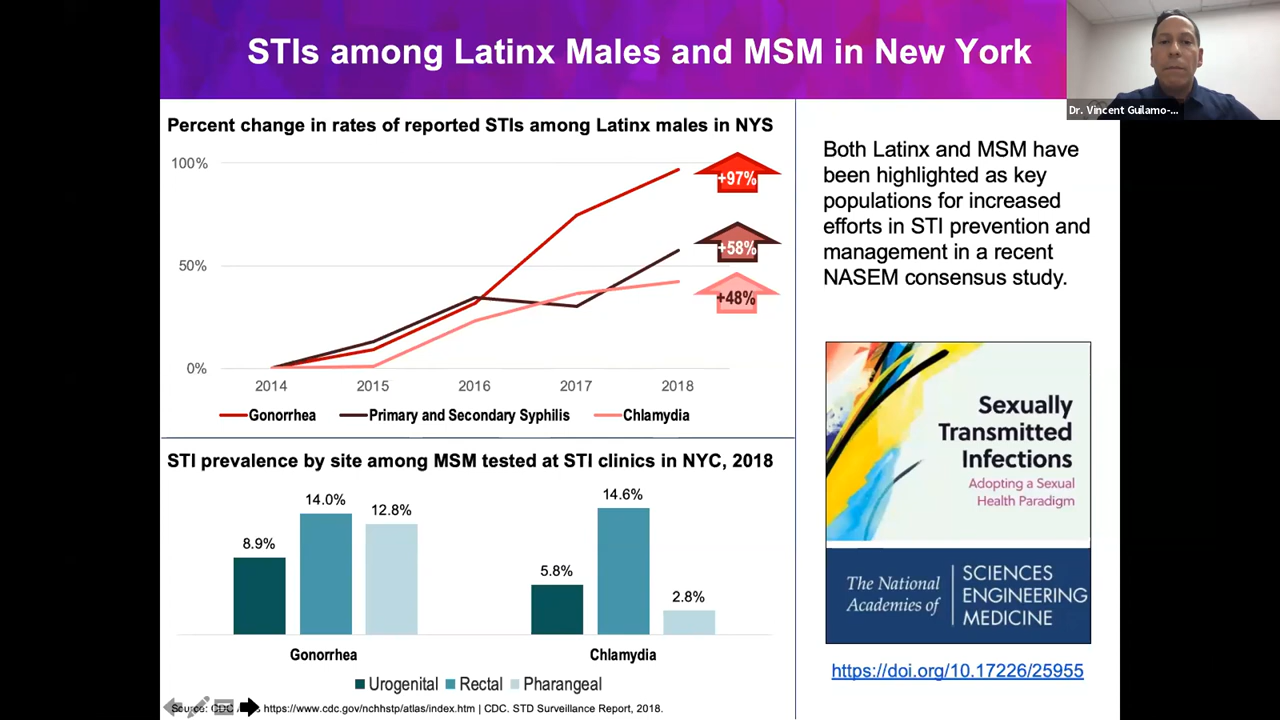 STIs among Latinx Males and MSM in New York
Dr. Vincent Guilamo-...
Percent change in rates of reported STIs among Latinx males in NYS
100%
50%
0%
+97%
+58%
+48%
2014 2015 2016 2017 2018
Gonorrhea Primary and Secondary Syphilis Chlamydia
STI prevalence by site among MSM tested at STI clinics in NYC, 2018
8.9% 14.0% 12.8% 5.8% 14.6% 2.8%
Gonorrhea Chlamydia
Urogenital Rectal Pharangeal
Source: CDC https://www.cdc.gov/nchhstp/atlas/index.htm | CDC. STD Surveillance Report, 2018.
Both Latinx and MSM have
been highlighted as key
populations for increased
efforts in STI prevention and
management in a recent
NASEM consensus study.
Sexually
Transmitted
Infections
Adopting a Sexual
Health Paradigm
The National
Academies of
SCIENCES
ENGINEERING
MEDICINE
https://doi.org/10.17226/25955